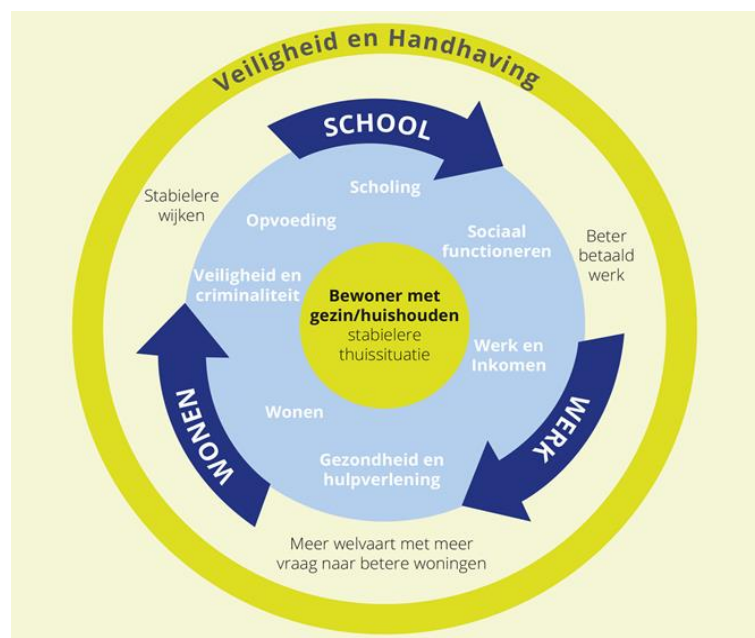 Veiligheid en Handhaving
SCHOOL
Stabielere
wijken
Scholing
Opvoeding
Sociaal
functioneren
Beter
betaald
werk
Veiligheid en
criminaliteit
Bewoner met
gezin/huishouden
stabielere
thuissituatie
Werk en
Inkomen
WERK
WONEN
Wonen
Gezondheid en
hulpverlening
Meer welvaart met meer
vraag naar betere woningen